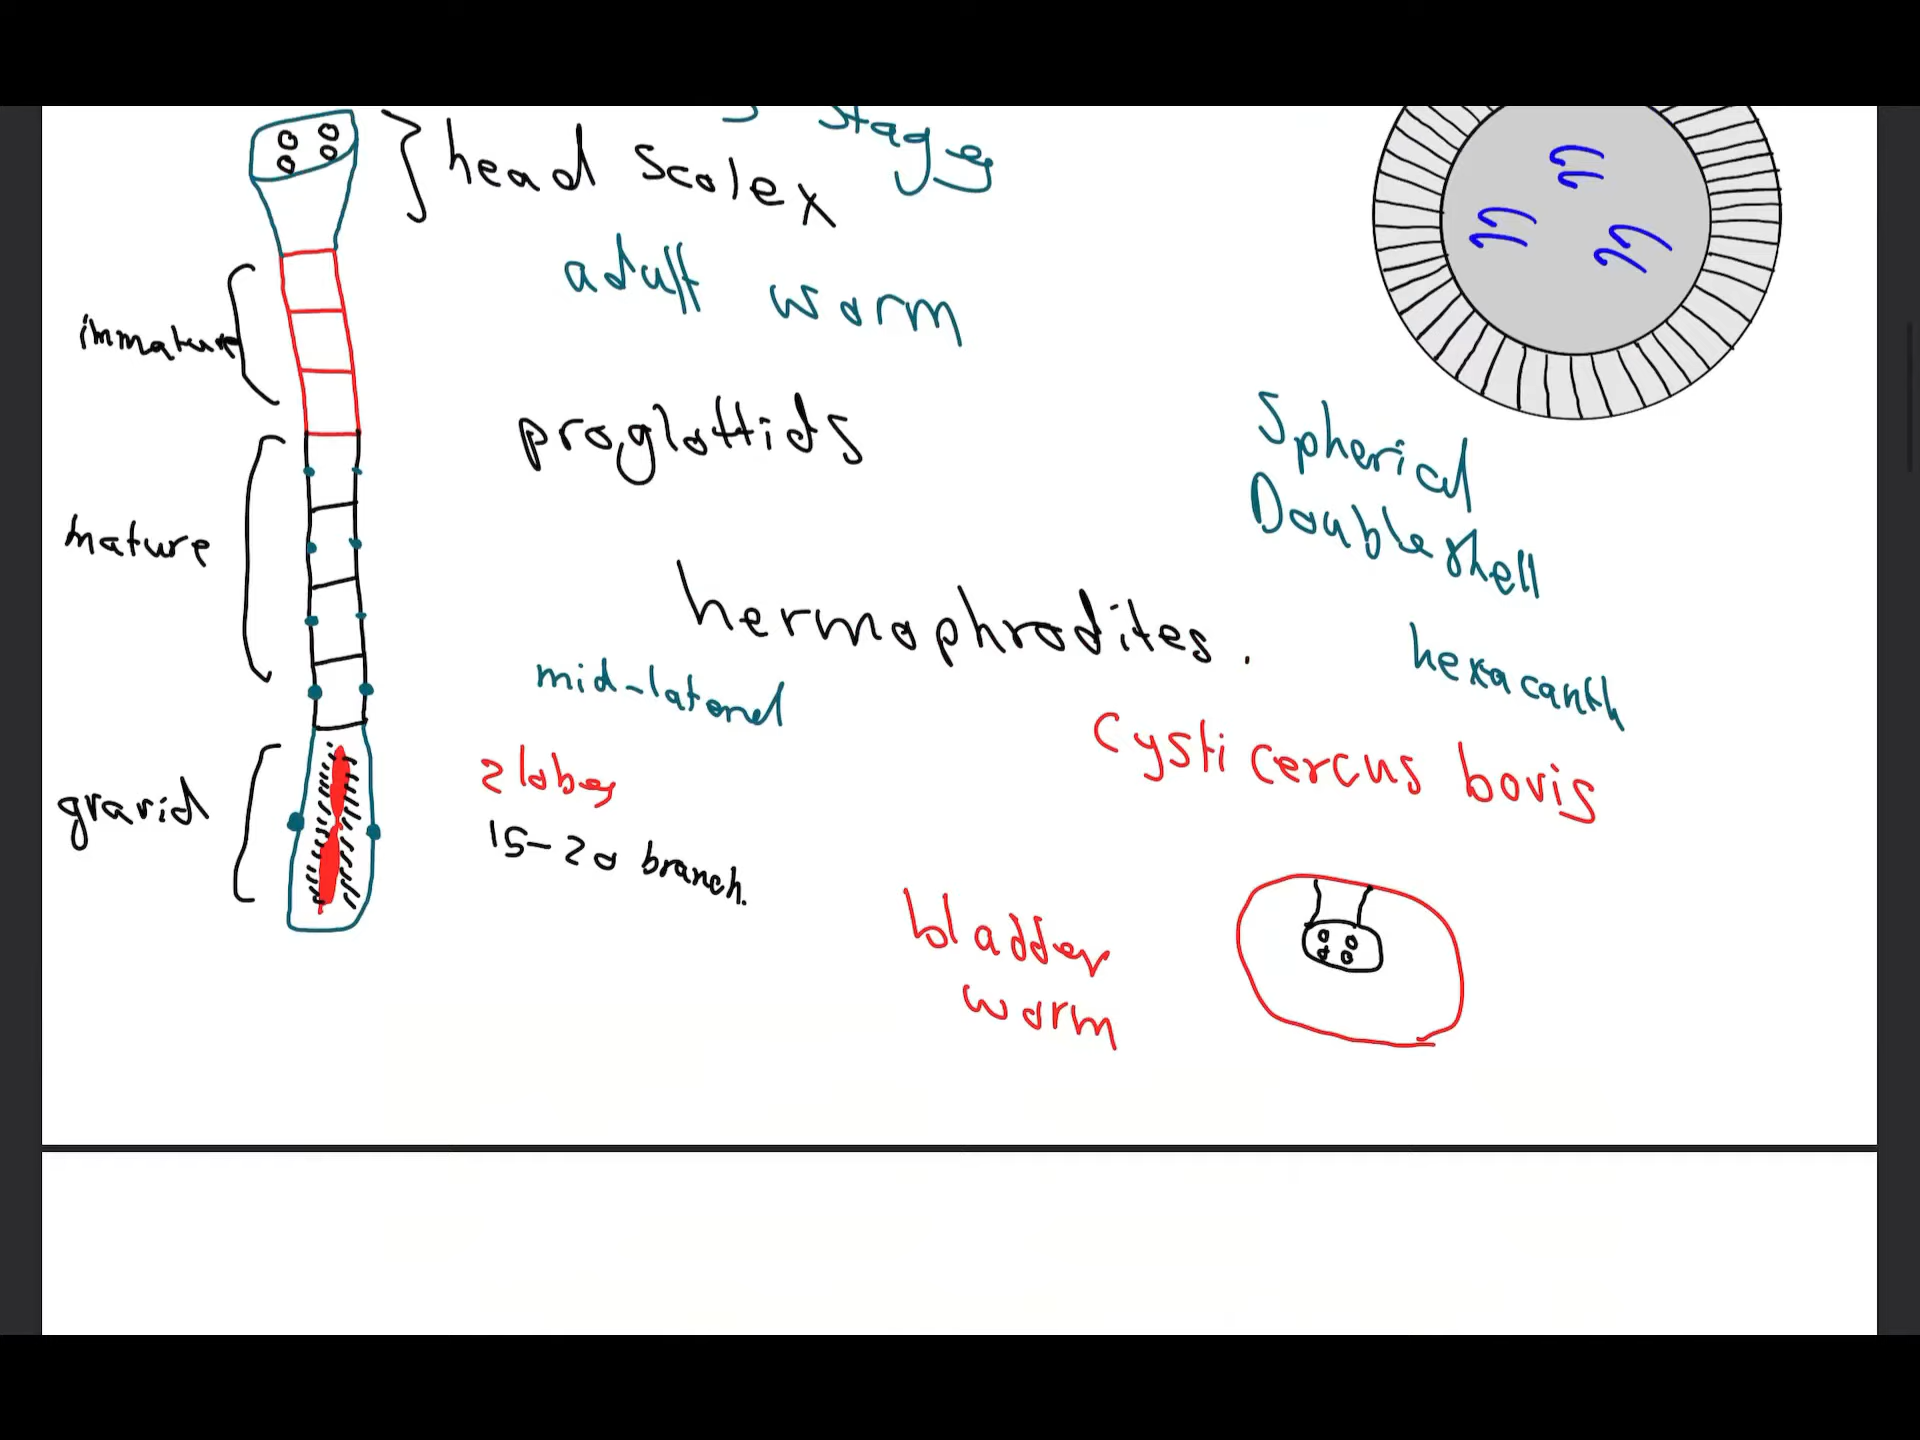 stages
head scolex
adult worm
immature
proglottids
mature
hermaphrodites.
mid-lateral
2 lobes
15-20 branch.
gravid
Spherical
Double shell
hexacanth
Cysticercus bovis
bladder
worm